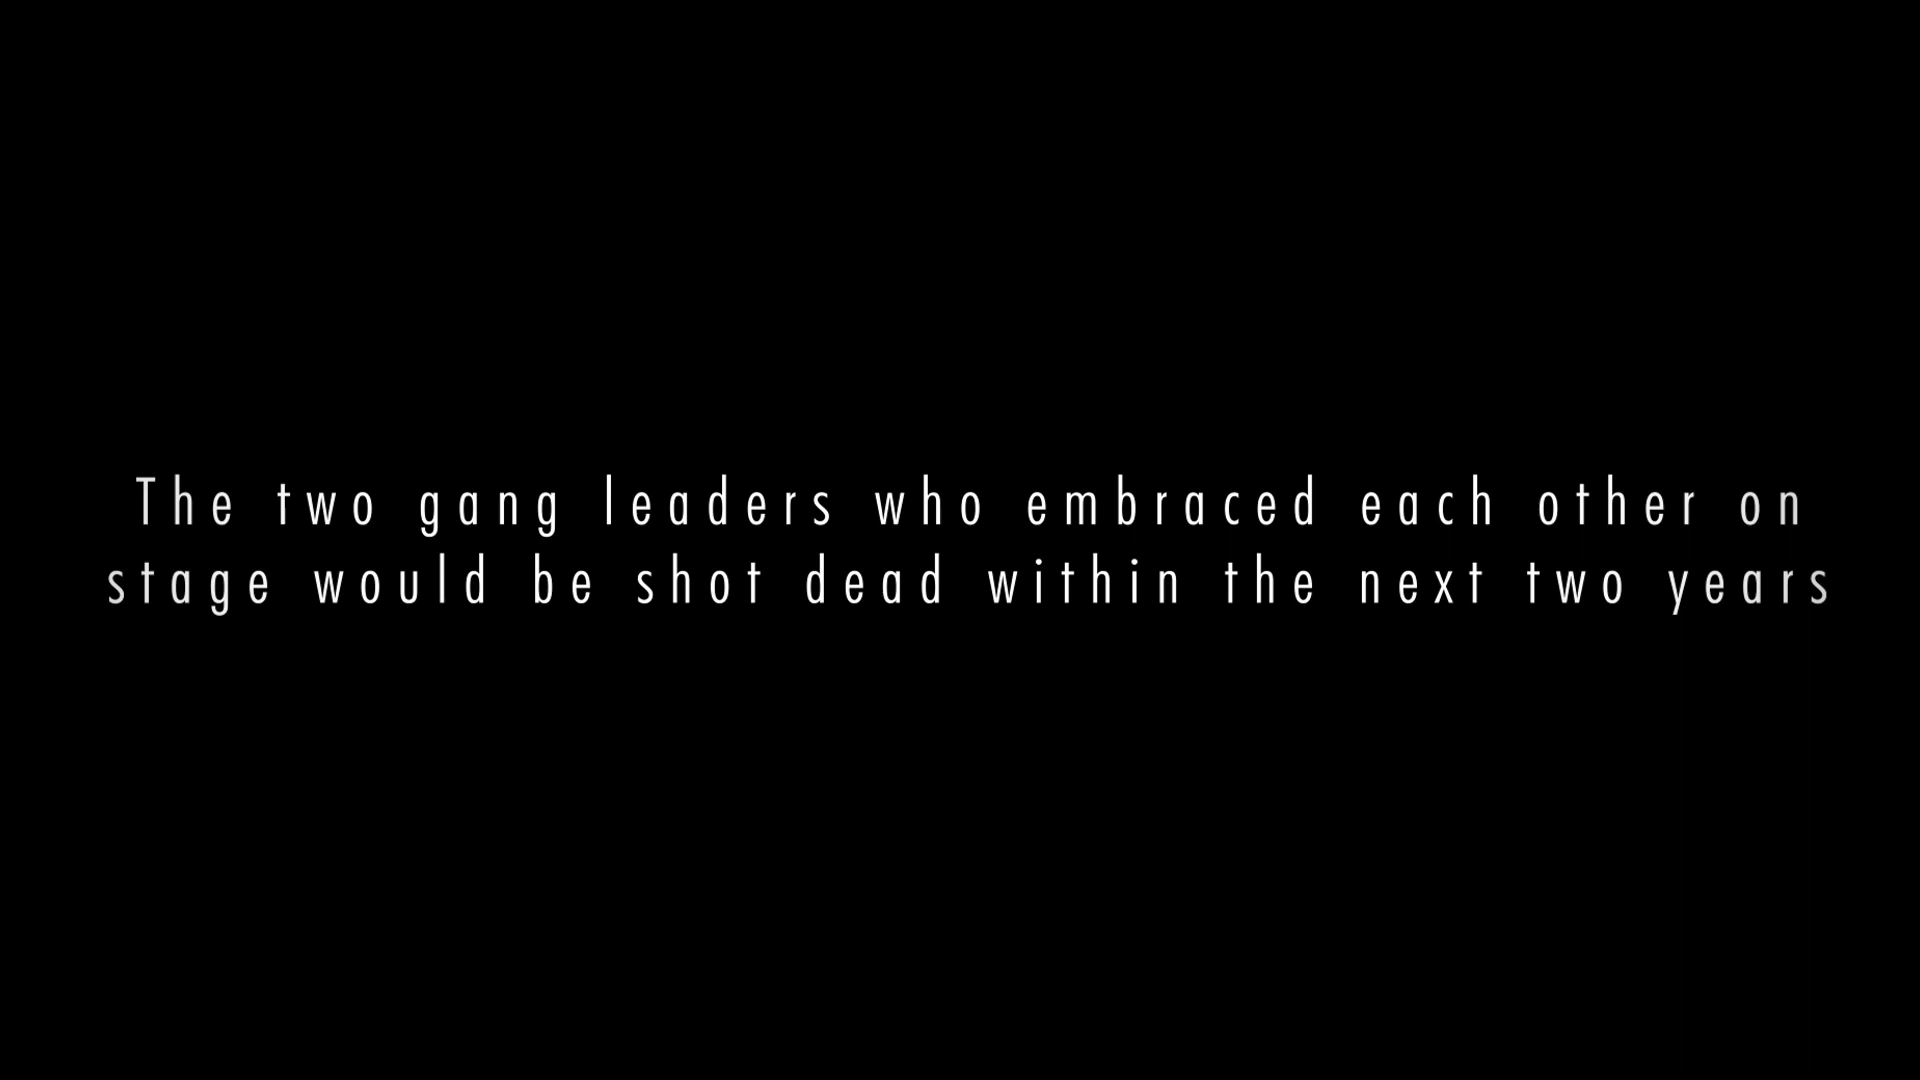 The two gang leaders who embraced each other on
stage would be shot dead within the next two years